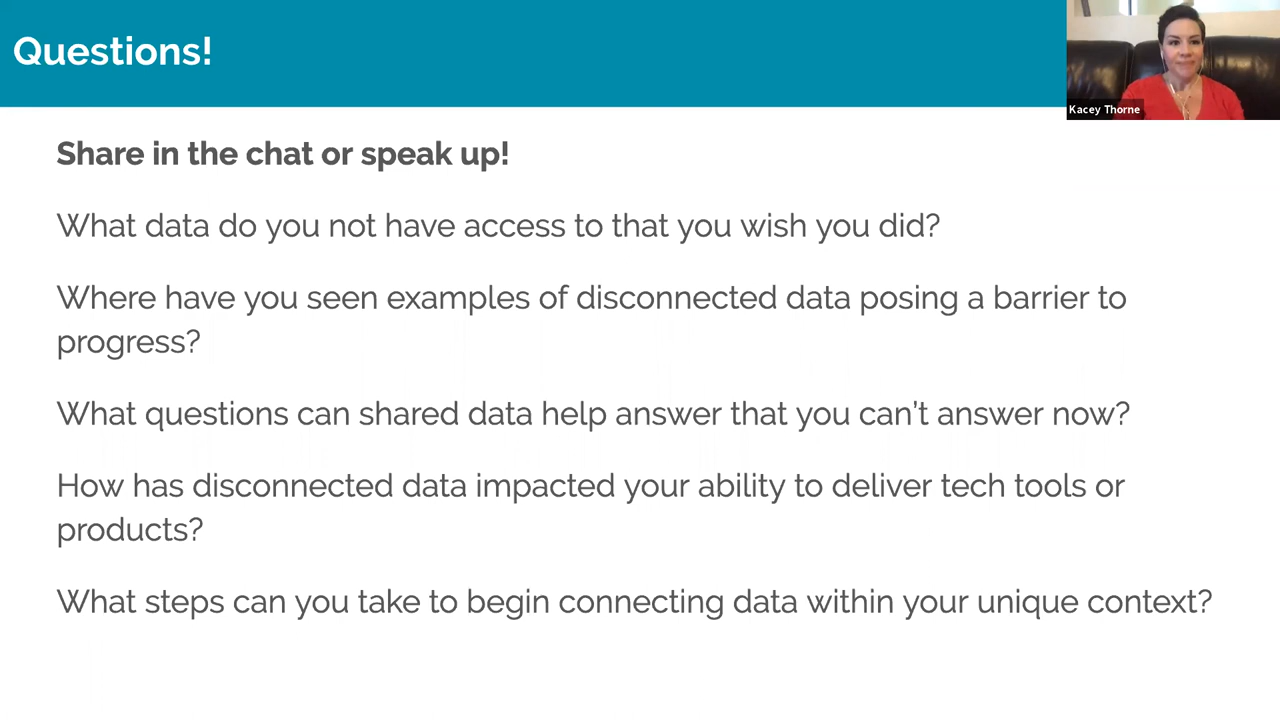 Questions!
Kacey Thorne
Share in the chat or speak up!
What data do you not have access to that you wish you did?
Where have you seen examples of disconnected data posing a barrier to
progress?
What questions can shared data help answer that you can’t answer now?
How has disconnected data impacted your ability to deliver tech tools or
products?
What steps can you take to begin connecting data within your unique context?